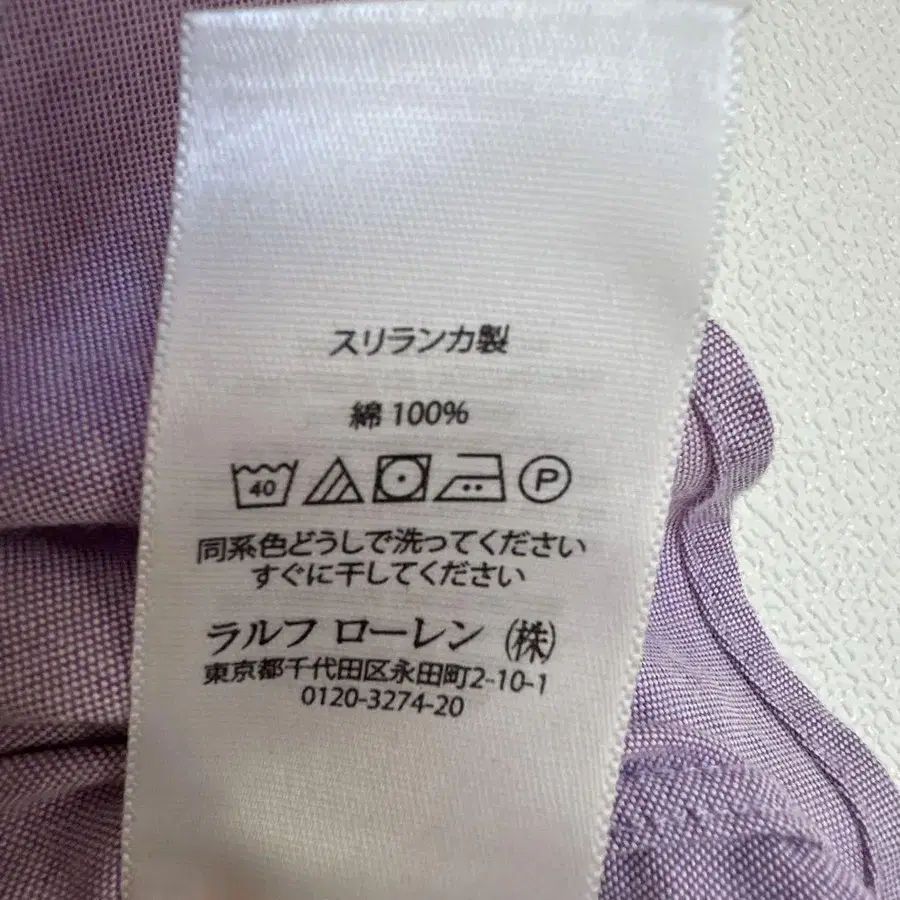 スリランカ製
綿 100%
40 P
同系色どうしで洗ってください
すぐに干してください
ラルフ ローレン (株)
東京都千代田区永田町2-10-1
0120-3274-20